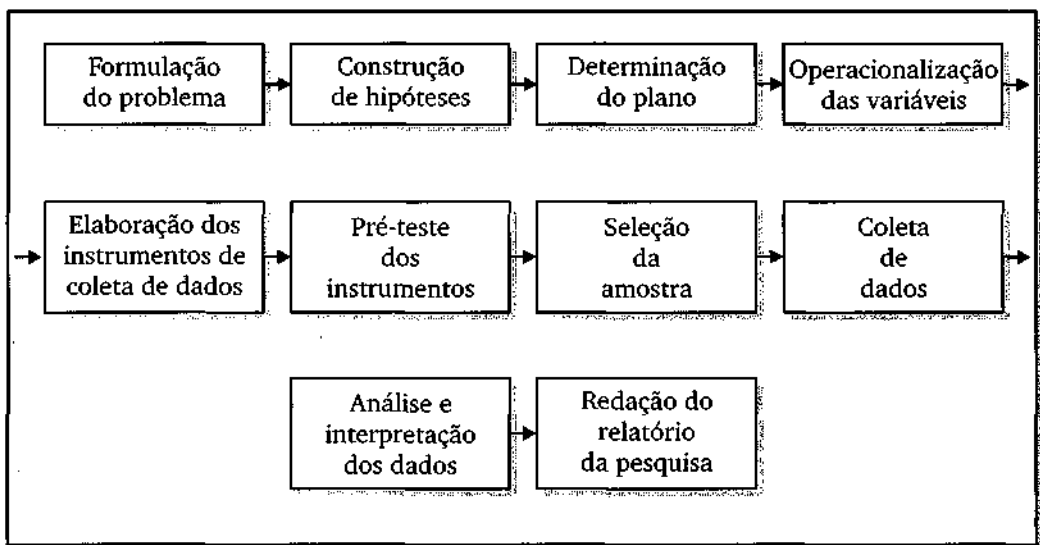 Formulação
do problema
Construção
de hipóteses
Determinação
do plano
Operacionalização
das variáveis
Elaboração dos
instrumentos de
coleta de dados
Pré-teste
dos
instrumentos
Seleção
da
amostra
Coleta
de
dados
Análise e
interpretação
dos dados
Redação do
relatório
da pesquisa